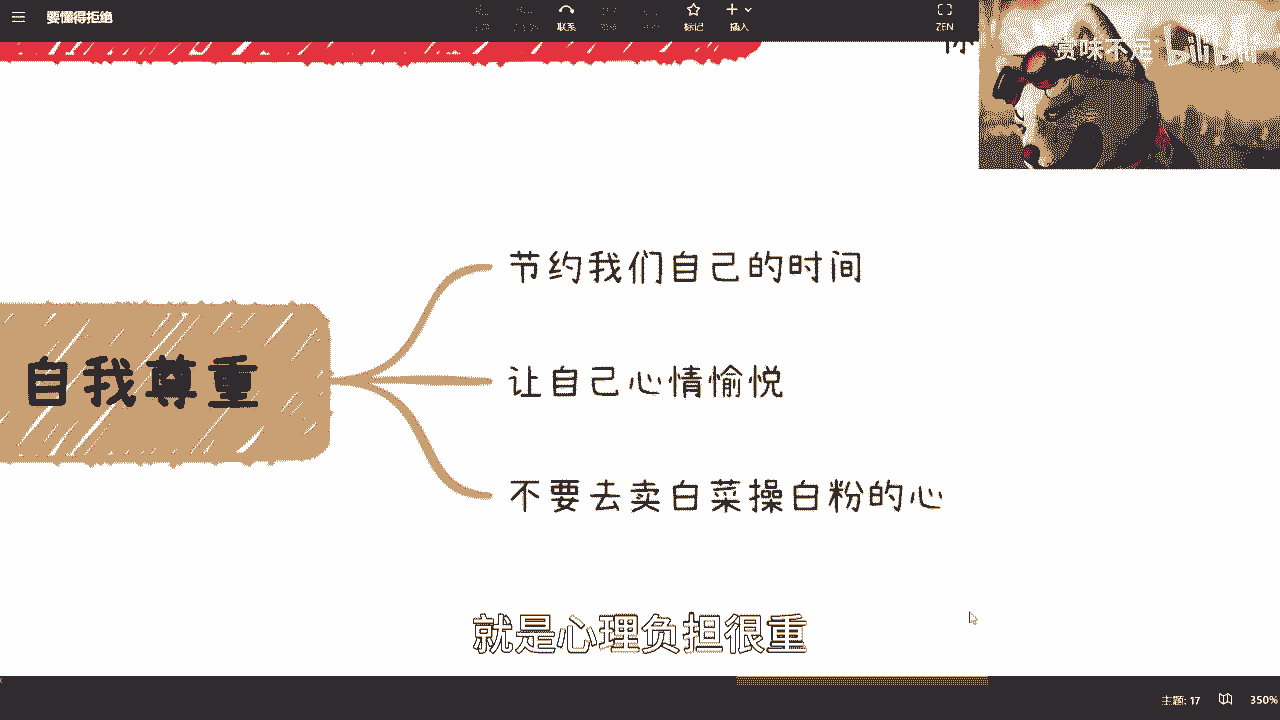 要懂得拒绝
联系
标记
插入
ZEN
赏味不足
bilibili
节约我们自己的时间
自我尊重
让自己心情愉悦
不要去卖白菜操白粉的心
就是心理负担很重
主题: 17
350%